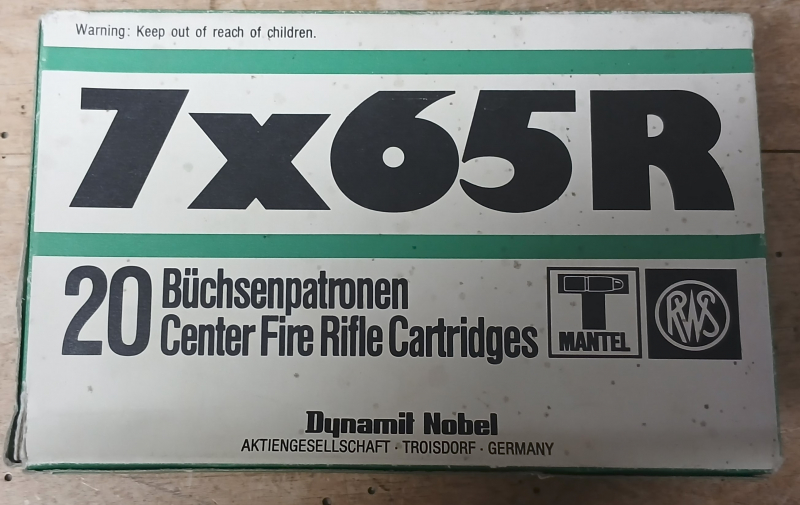 Warning: Keep out of reach of children.
7x65R
20 Büchsenpatronen
Center Fire Rifle Cartridges
T
MANTEL
RWS
Dynamit Nobel
AKTIENGESELLSCHAFT · TROISDORF · GERMANY